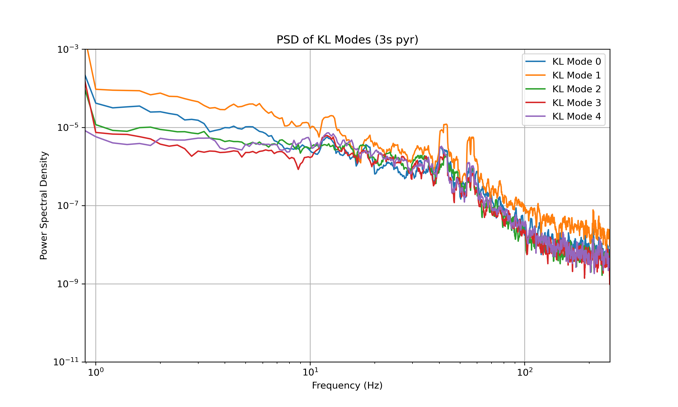 PSD of KL Modes (3s pyr)
KL Mode 0
KL Mode 1
KL Mode 2
KL Mode 3
KL Mode 4
Power Spectral Density
10⁻³
10⁻⁵
10⁻⁷
10⁻⁹
10⁻¹¹
10⁰
10¹
10²
Frequency (Hz)